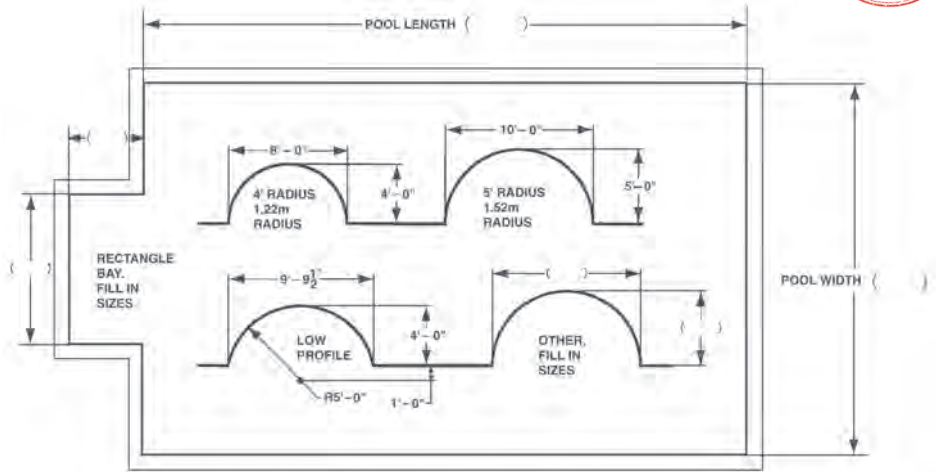 POOL LENGTH ( )
10'-0"
8'-0"
( )
4' RADIUS
1.22m
RADIUS
4'-0"
5' RADIUS
1.52m
RADIUS
5'-0"
RECTANGLE
BAY.
FILL IN
SIZES
( )
9'-9 1/2"
( )
POOL WIDTH ( )
LOW
PROFILE
4'-0"
OTHER,
FILL IN
SIZES
( )
R5'-0"
1'-0"